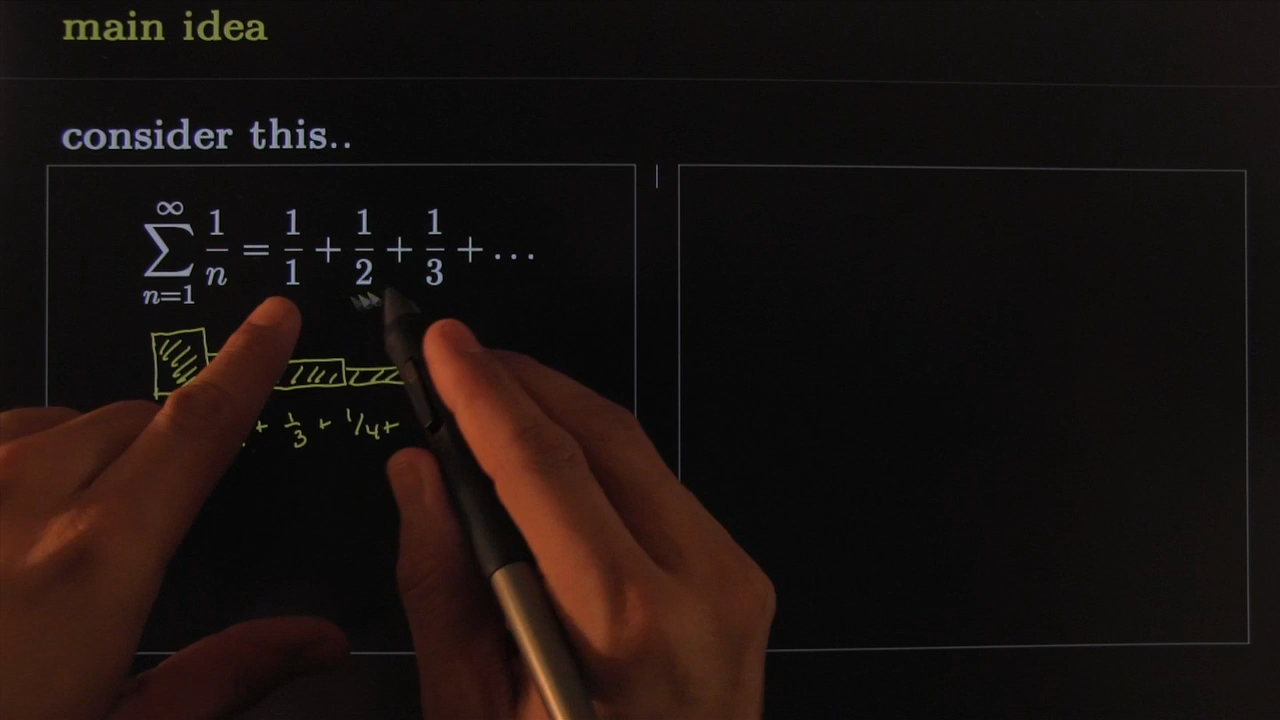 main idea
consider this..
∞
∑ 1/n = 1/1 + 1/2 + 1/3 + ...
n=1
+ 1/3 + 1/4 +